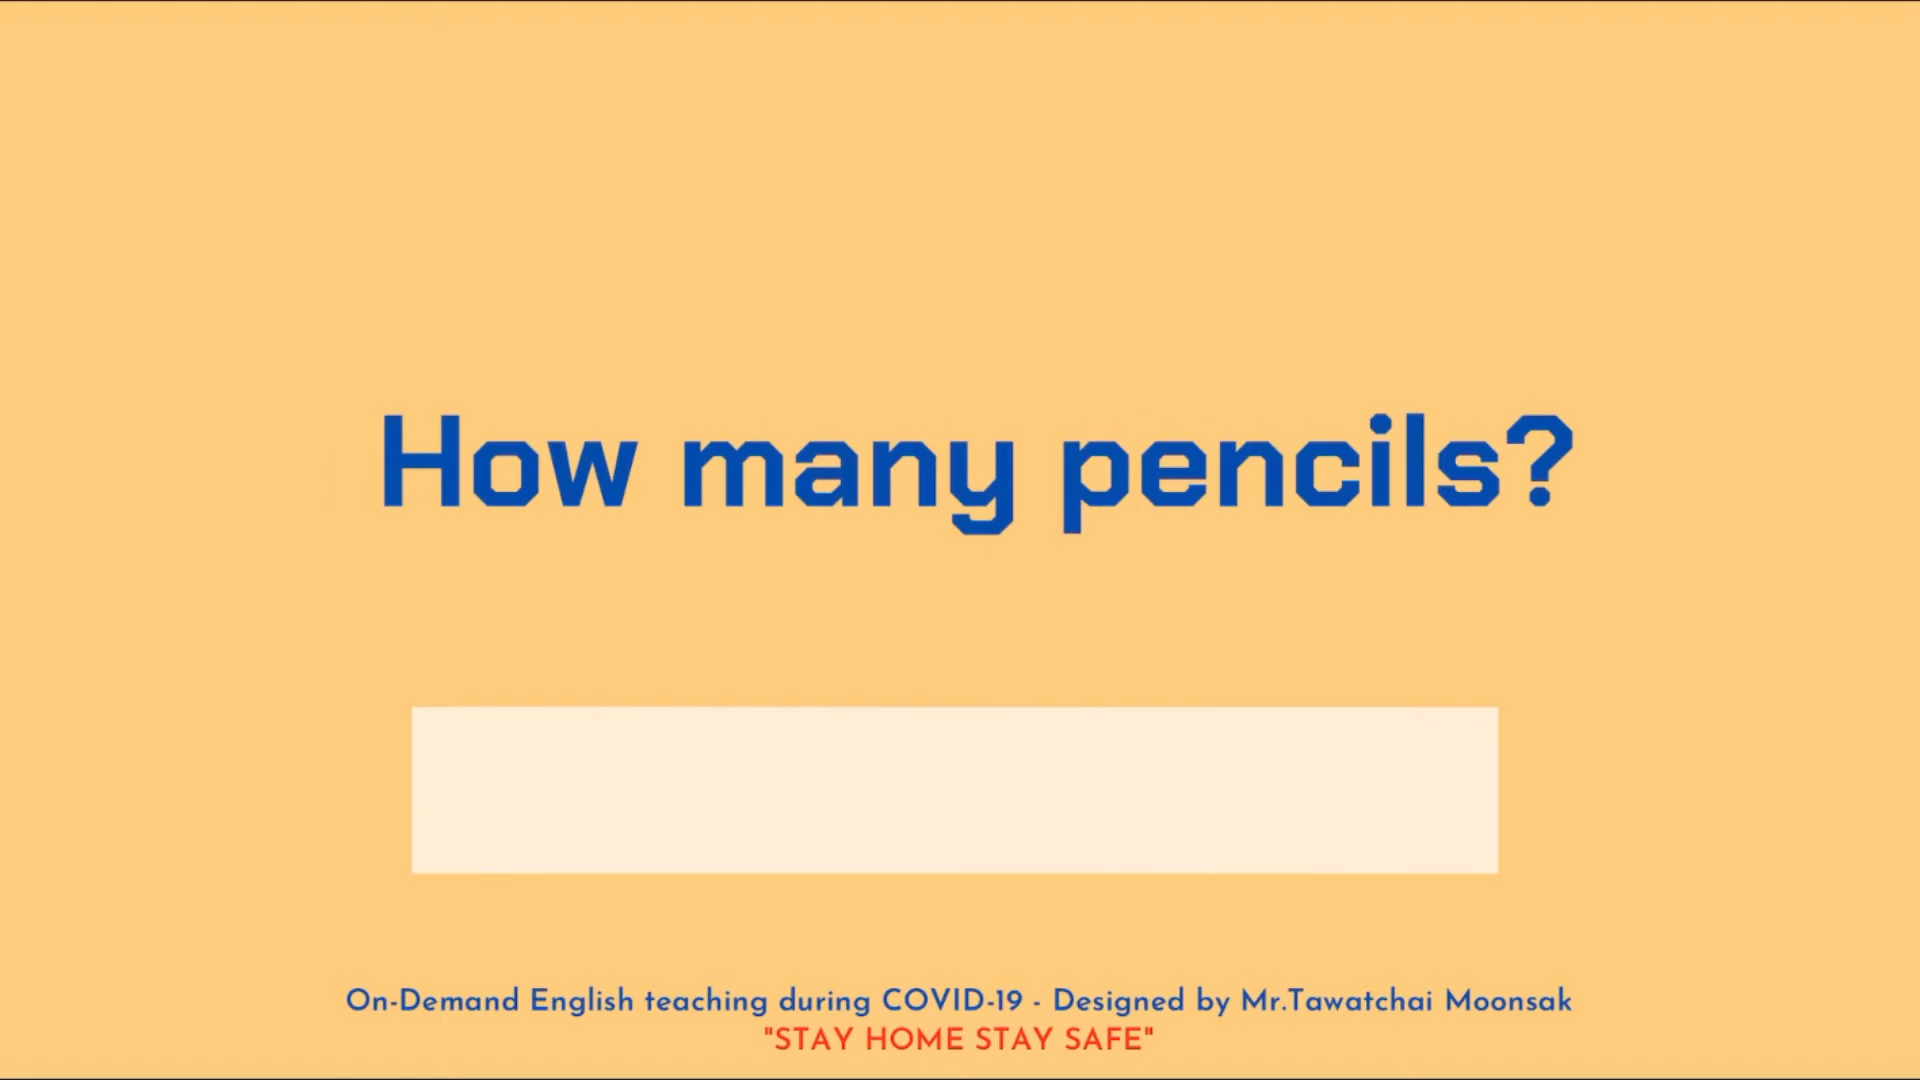 How many pencils?
On-Demand English teaching during COVID-19 - Designed by Mr.Tawatchai Moonsak
"STAY HOME STAY SAFE"